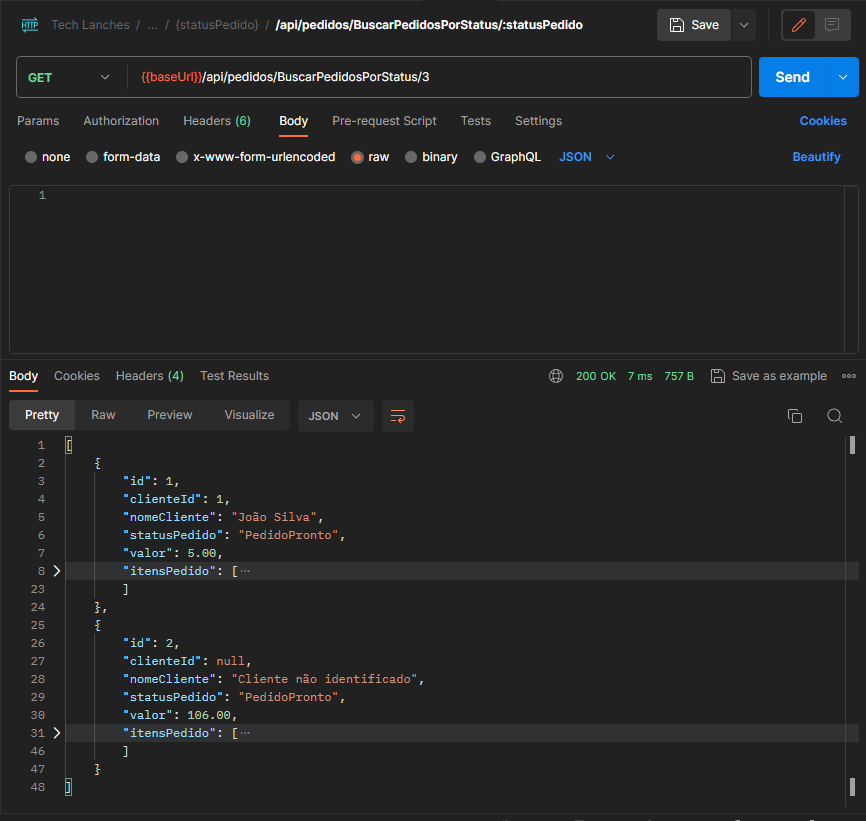 HTTP Tech Lanches / ... / {statusPedido} / /api/pedidos/BuscarPedidosPorStatus/:statusPedido Save
GET {{baseUrl}}/api/pedidos/BuscarPedidosPorStatus/3 Send
Params Authorization Headers (6) Body Pre-request Script Tests Settings Cookies
none form-data x-www-form-urlencoded raw binary GraphQL JSON Beautify
1
Body Cookies Headers (4) Test Results 200 OK 7 ms 757 B Save as example
Pretty Raw Preview Visualize JSON
1 [
2 {
3 "id": 1,
4 "clienteId": 1,
5 "nomeCliente": "João Silva",
6 "statusPedido": "PedidoPronto",
7 "valor": 5.00,
8 "itensPedido": [ ...
23 ]
24 },
25 {
26 "id": 2,
27 "clienteId": null,
28 "nomeCliente": "Cliente não identificado",
29 "statusPedido": "PedidoPronto",
30 "valor": 106.00,
31 "itensPedido": [ ...
46 ]
47 }
48 ]